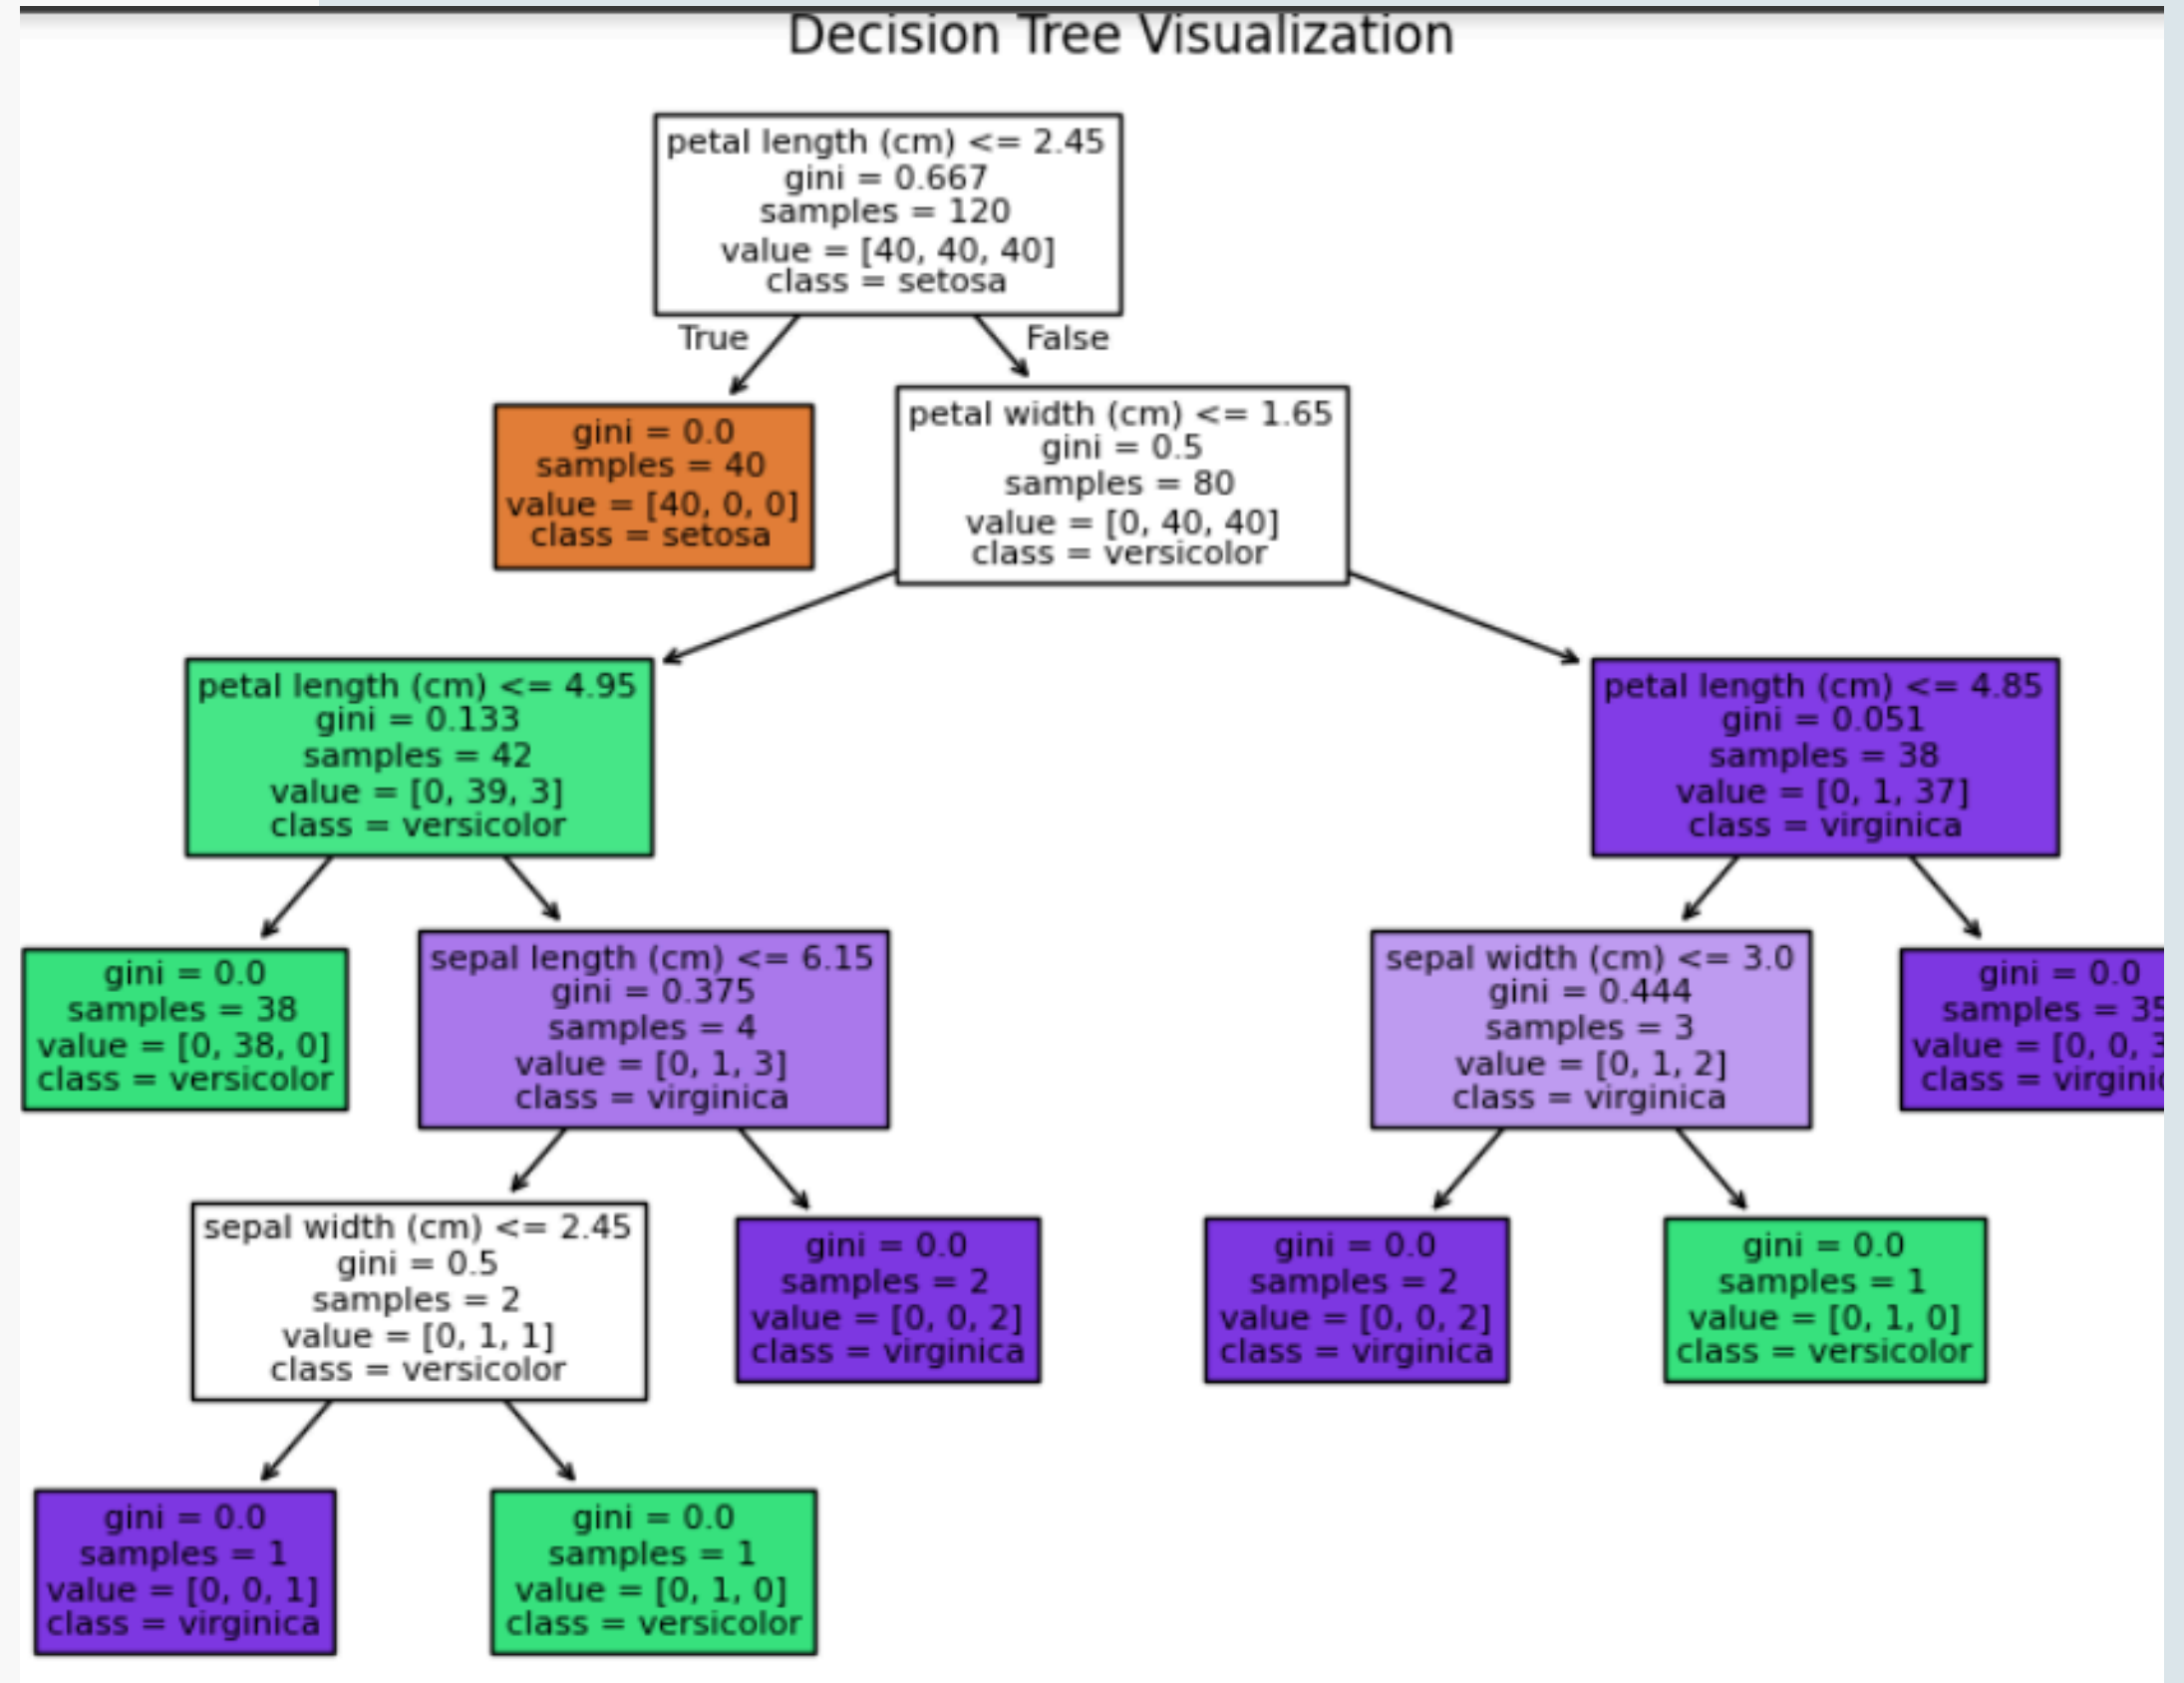 Decision Tree Visualization
petal length (cm) <= 2.45
gini = 0.667
samples = 120
value = [40, 40, 40]
class = setosa
True
False
gini = 0.0
samples = 40
value = [40, 0, 0]
class = setosa
petal width (cm) <= 1.65
gini = 0.5
samples = 80
value = [0, 40, 40]
class = versicolor
petal length (cm) <= 4.95
gini = 0.133
samples = 42
value = [0, 39, 3]
class = versicolor
petal length (cm) <= 4.85
gini = 0.051
samples = 38
value = [0, 1, 37]
class = virginica
gini = 0.0
samples = 38
value = [0, 38, 0]
class = versicolor
sepal length (cm) <= 6.15
gini = 0.375
samples = 4
value = [0, 1, 3]
class = virginica
sepal width (cm) <= 3.0
gini = 0.444
samples = 3
value = [0, 1, 2]
class = virginica
gini = 0.0
samples = 35
value = [0, 0,
class =
sepal width (cm) <= 2.45
gini = 0.5
samples = 2
value = [0, 1, 1]
class = versicolor
gini = 0.0
samples = 2
value = [0, 0, 2]
class = virginica
gini = 0.0
samples = 2
value = [0, 0, 2]
class = virginica
gini = 0.0
samples = 1
value = [0, 1, 0]
class = versicolor
gini = 0.0
samples = 1
value = [0, 0, 1]
class = virginica
gini = 0.0
samples = 1
value = [0, 1, 0]
class = versicolor